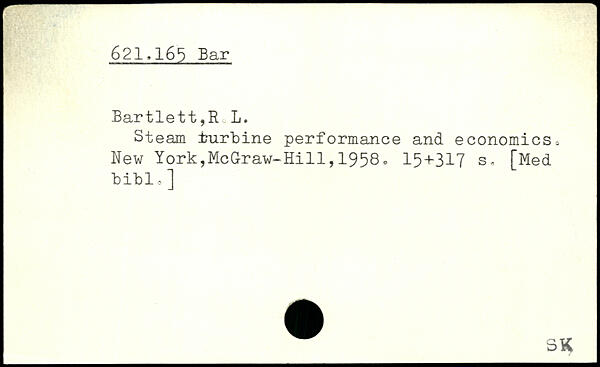 621.165 Bar
Bartlett,R.L.
Steam turbine performance and economics.
New York,McGraw-Hill,1958. 15+317 s. [Med
bibl.]
SK